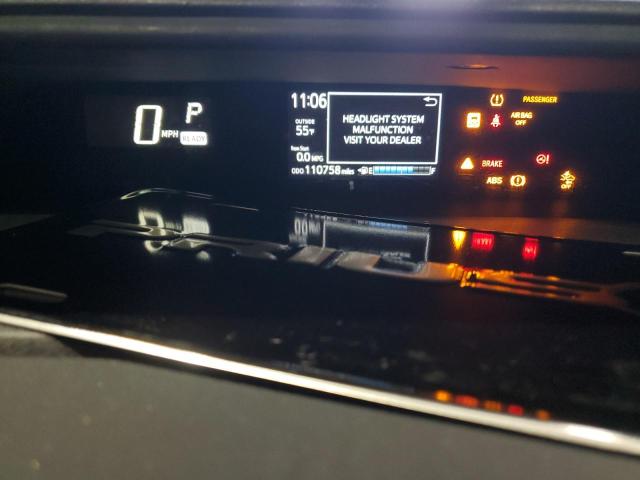 0 MPH
P
READY
11:06
OUTSIDE
55°F
from Start
0.0 MPG
ODO 110758 miles
HEADLIGHT SYSTEM
MALFUNCTION
VISIT YOUR DEALER
E F
PASSENGER
AIR BAG
OFF
BRAKE
ABS
OFF